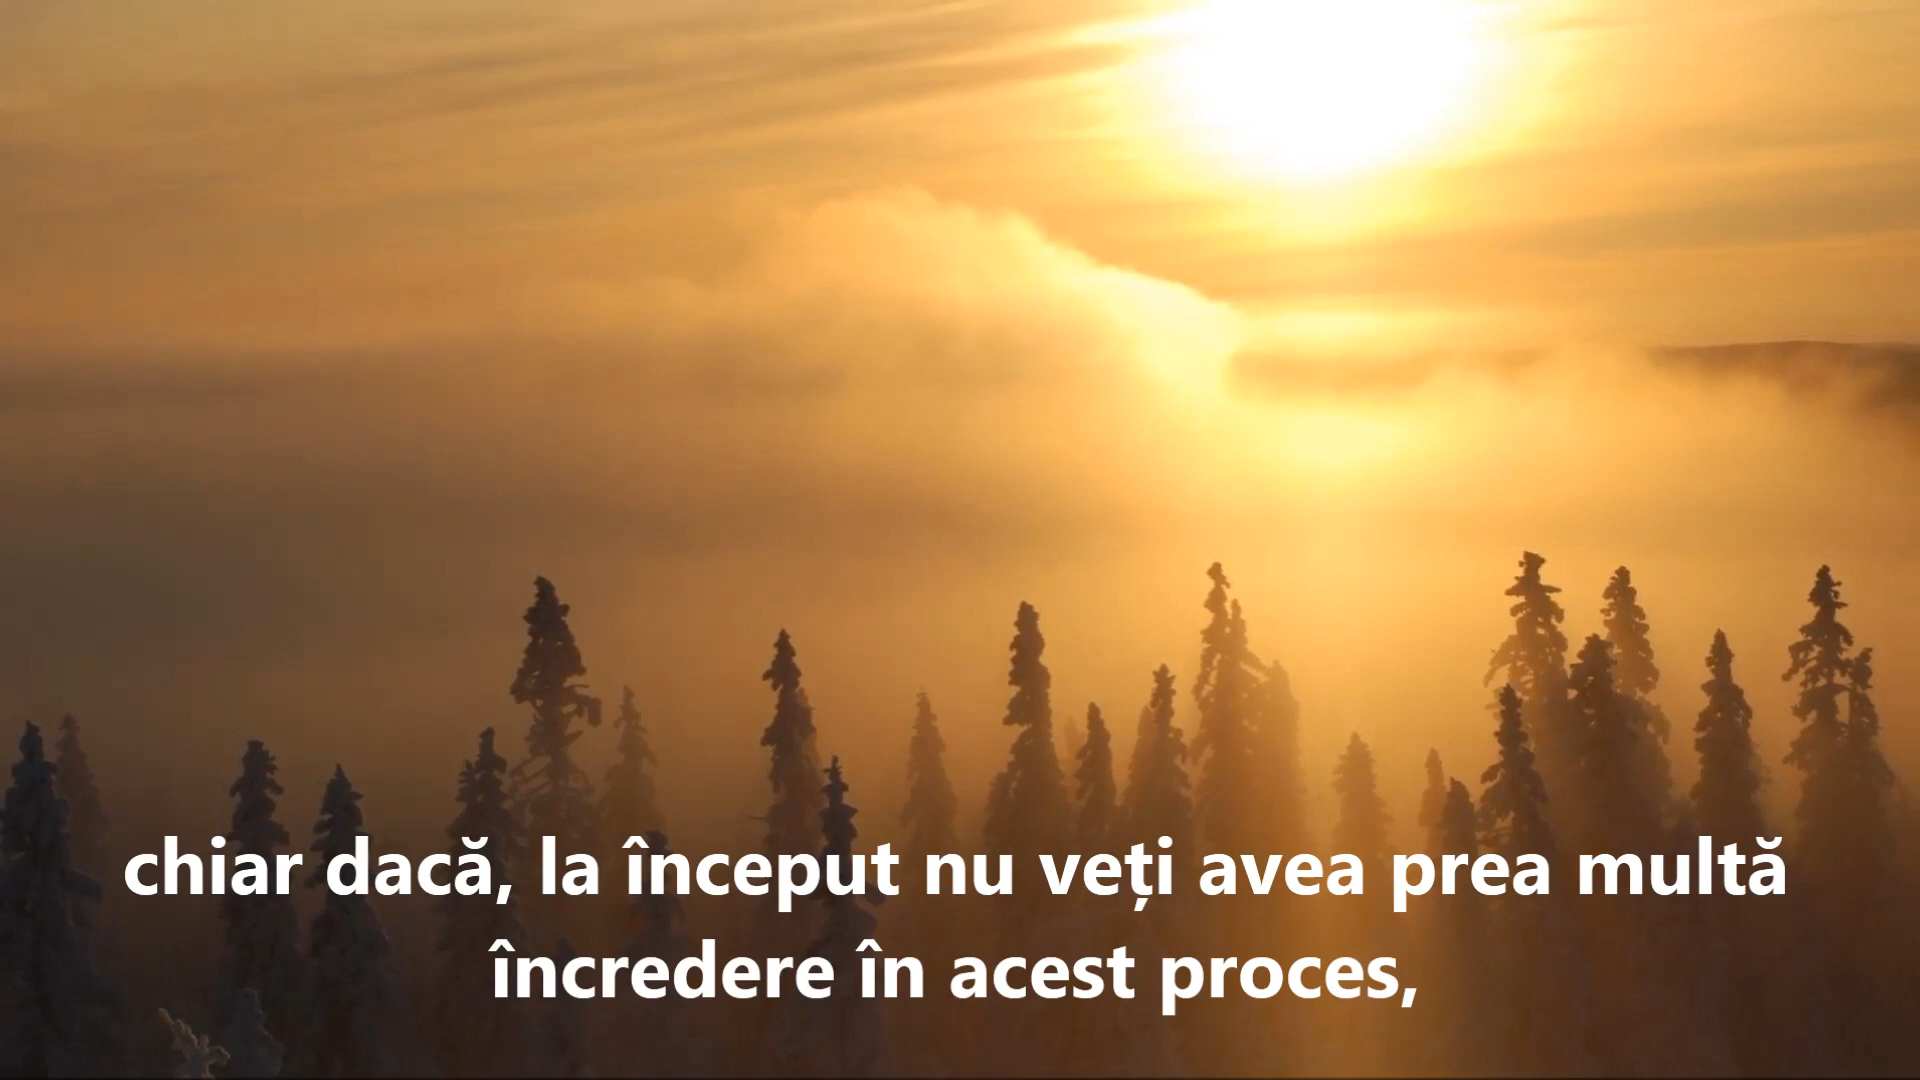 chiar dacă, la început nu veți avea prea multă
încredere în acest proces,